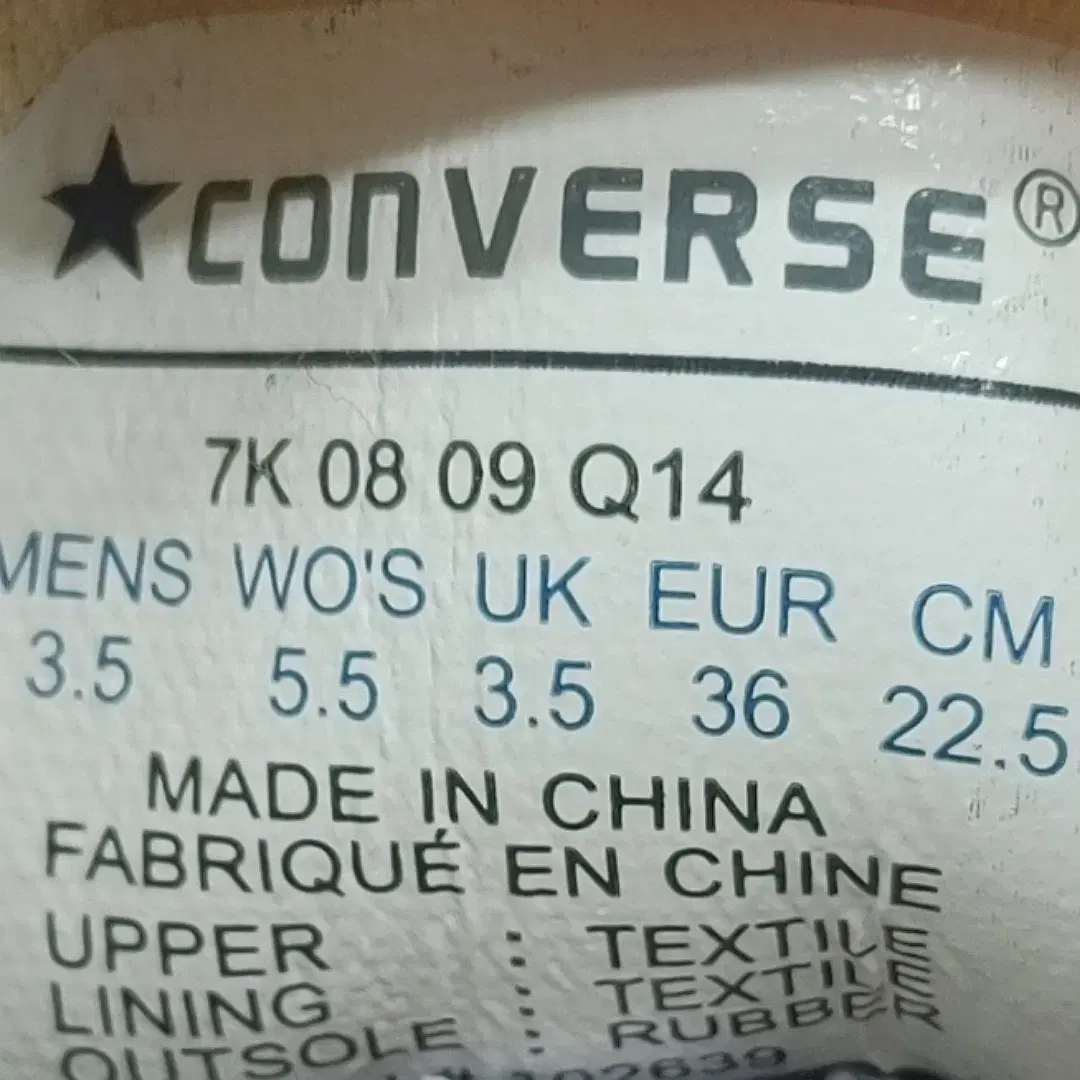 CONVERSE®
7K 08 09 Q14
MENS WO'S UK EUR CM
3.5 5.5 3.5 36 22.5
MADE IN CHINA
FABRIQUÉ EN CHINE
UPPER : TEXTILE
LINING : TEXTILE
OUTSOLE : RUBBER